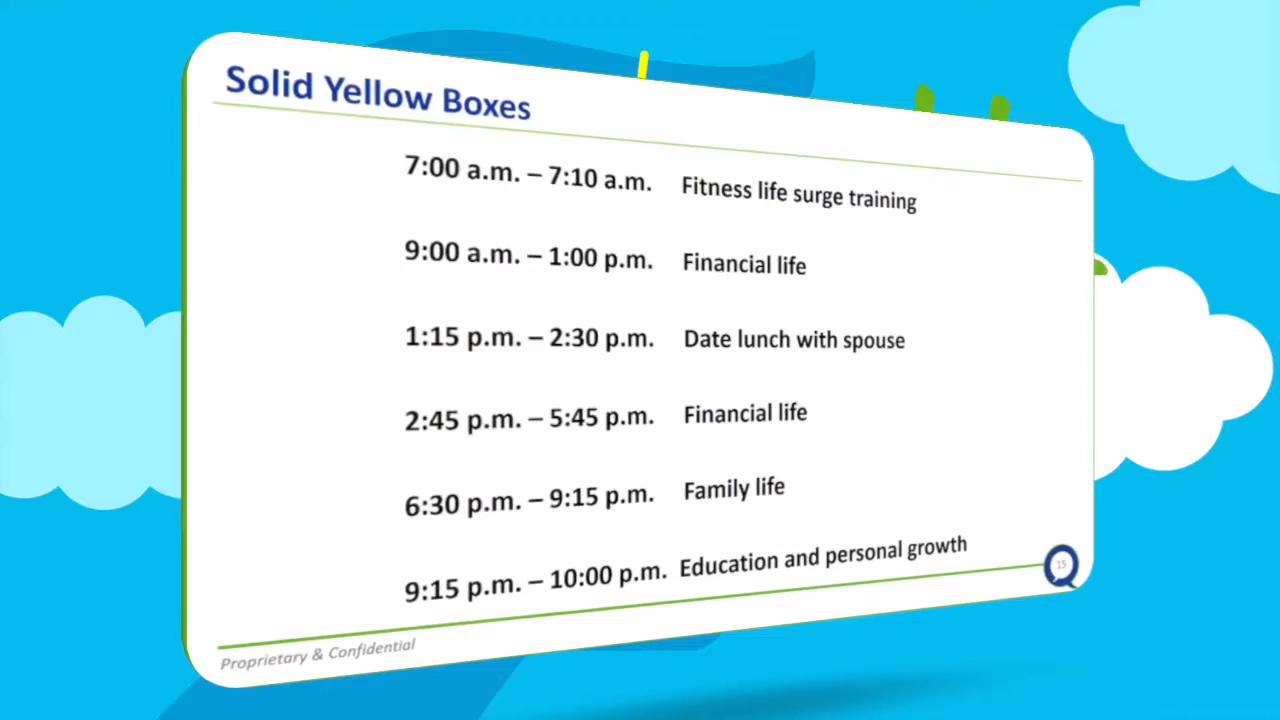 Solid Yellow Boxes
7:00 a.m. – 7:10 a.m. Fitness life surge training
9:00 a.m. – 1:00 p.m. Financial life
1:15 p.m. – 2:30 p.m. Date lunch with spouse
2:45 p.m. – 5:45 p.m. Financial life
6:30 p.m. – 9:15 p.m. Family life
9:15 p.m. – 10:00 p.m. Education and personal growth
15
Proprietary & Confidential